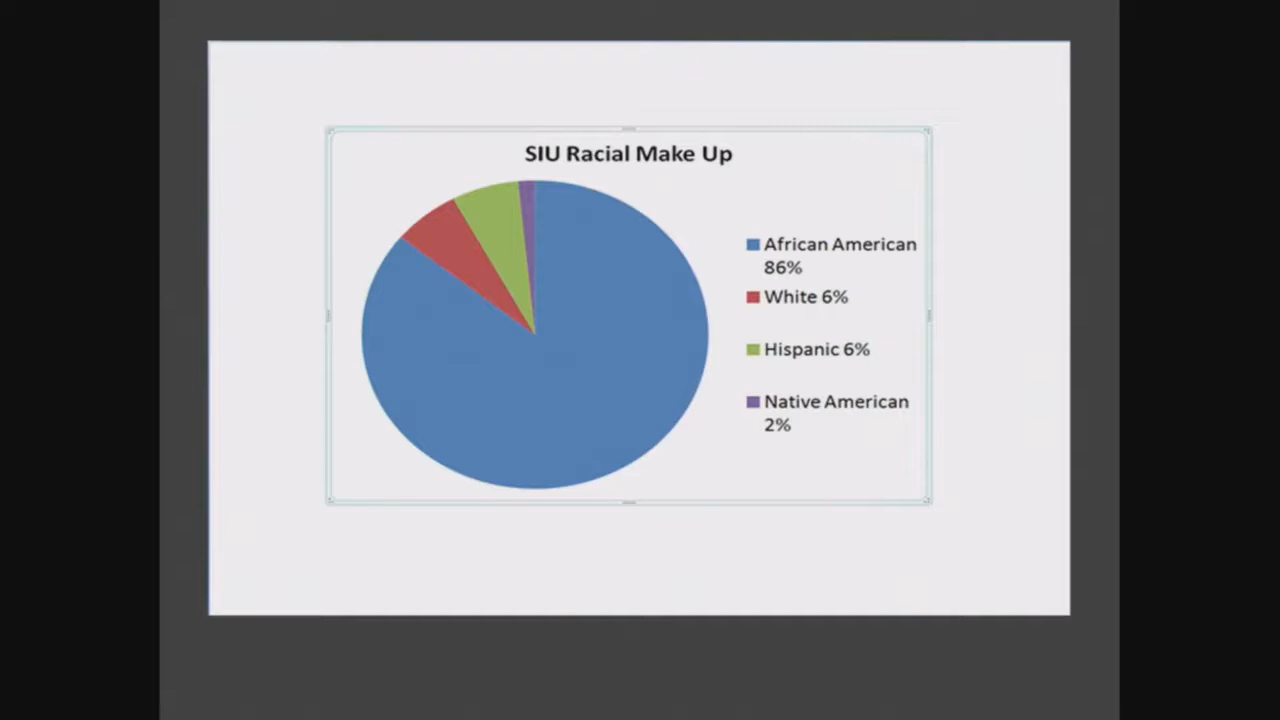 SIU Racial Make Up
African American
86%
White 6%
Hispanic 6%
Native American
2%